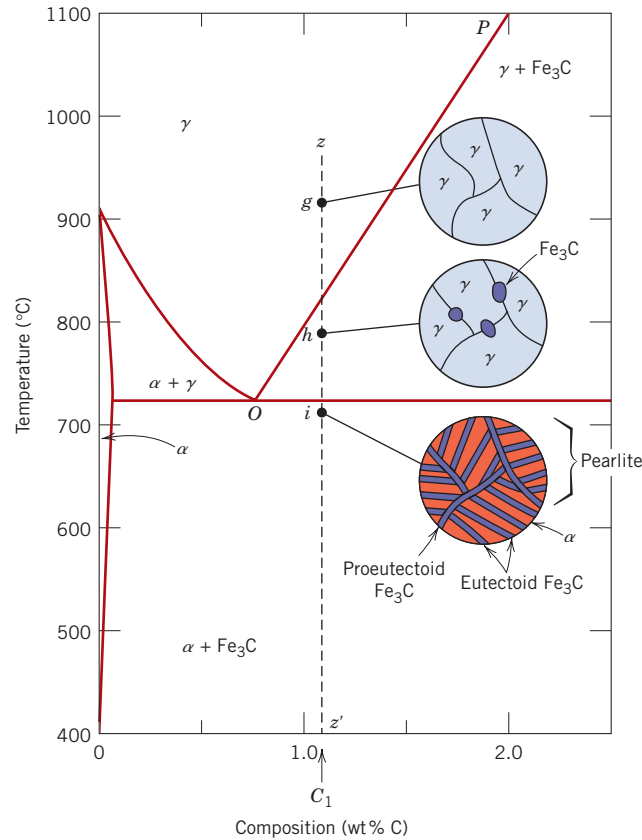 1100
P
γ + Fe₃C
1000
γ
z
γ
γ
γ
γ
g
900
Fe₃C
γ
γ
γ
γ
800
h
Temperature (°C)
α + γ
O
i
700
α
Pearlite
600
α
Proeutectoid
Fe₃C
Eutectoid Fe₃C
500
α + Fe₃C
z'
400
0
1.0
2.0
C₁
Composition (wt% C)